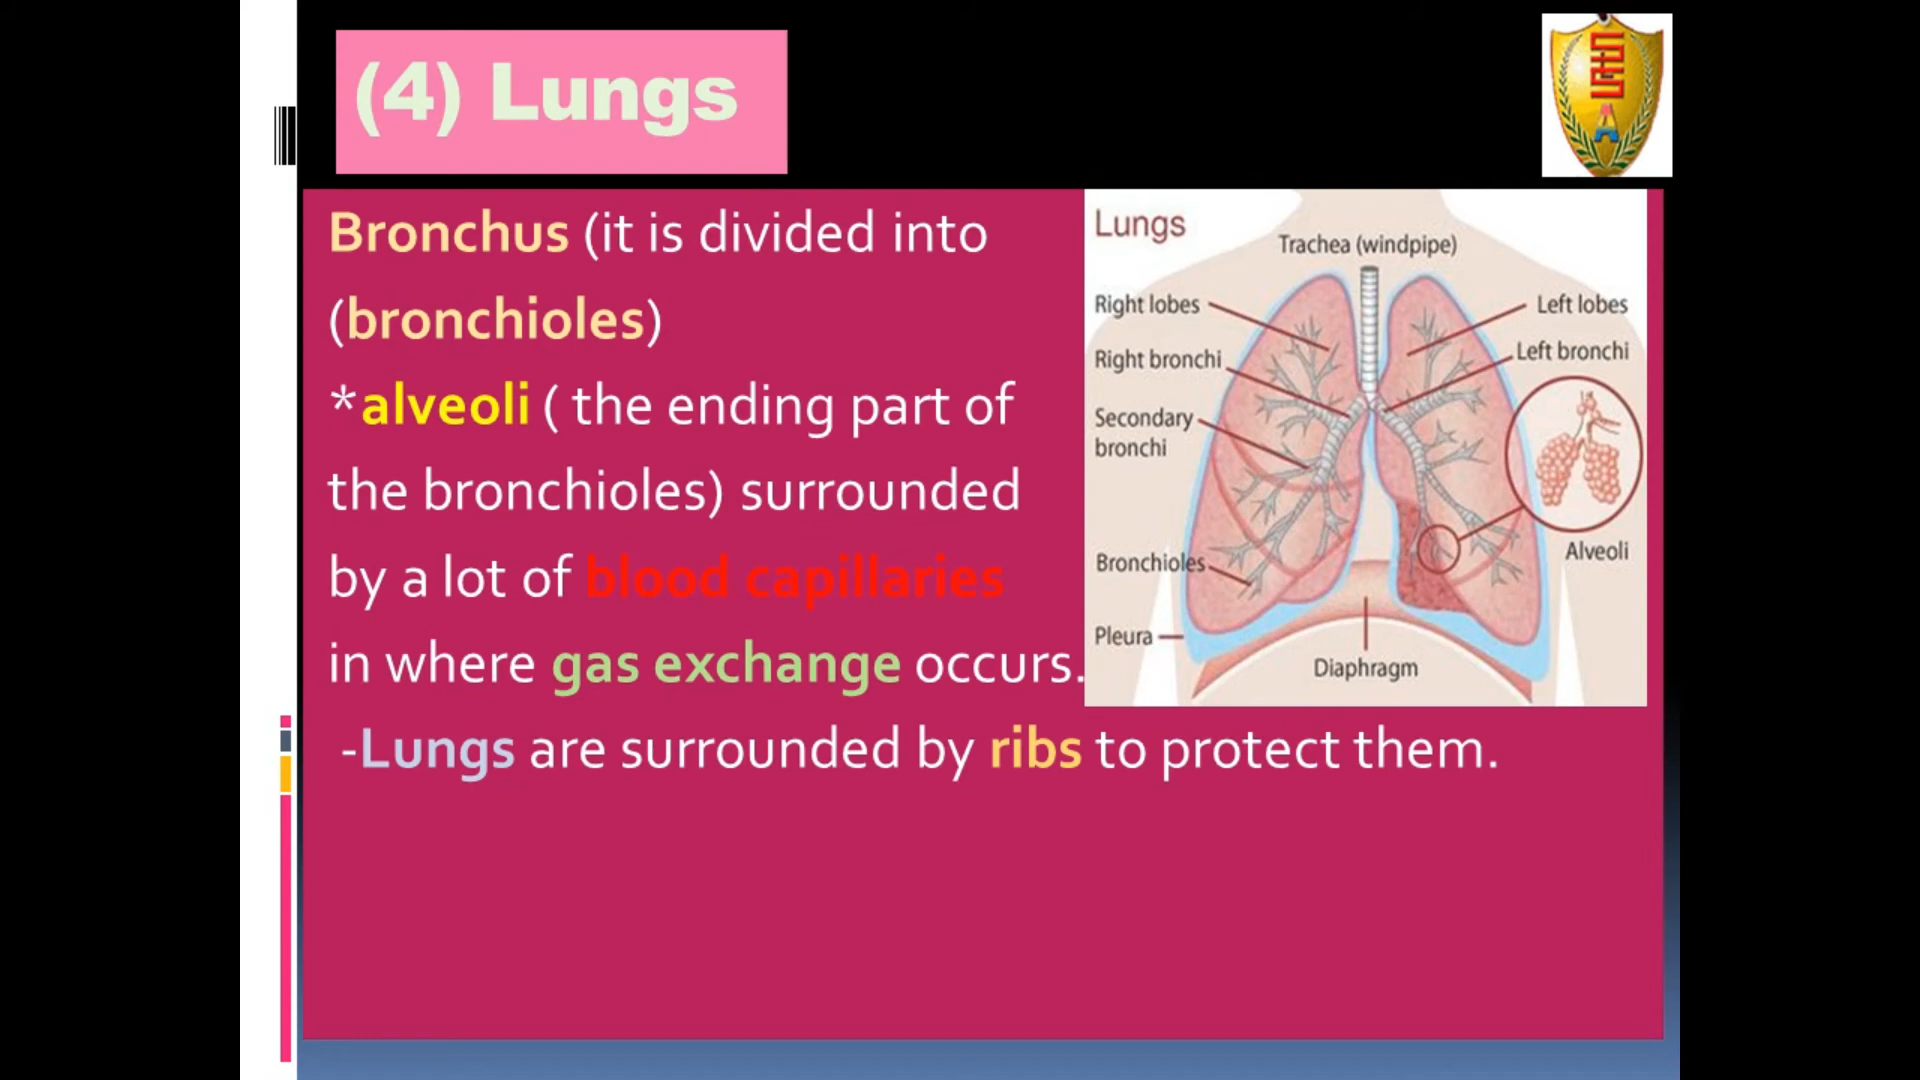 (4) Lungs
Bronchus (it is divided into
(bronchioles)
*alveoli ( the ending part of
the bronchioles) surrounded
by a lot of blood capillaries
in where gas exchange occurs.
-Lungs are surrounded by ribs to protect them.
Lungs
Trachea (windpipe)
Right lobes
Left lobes
Right bronchi
Left bronchi
Secondary
bronchi
Bronchioles
Alveoli
Pleura
Diaphragm